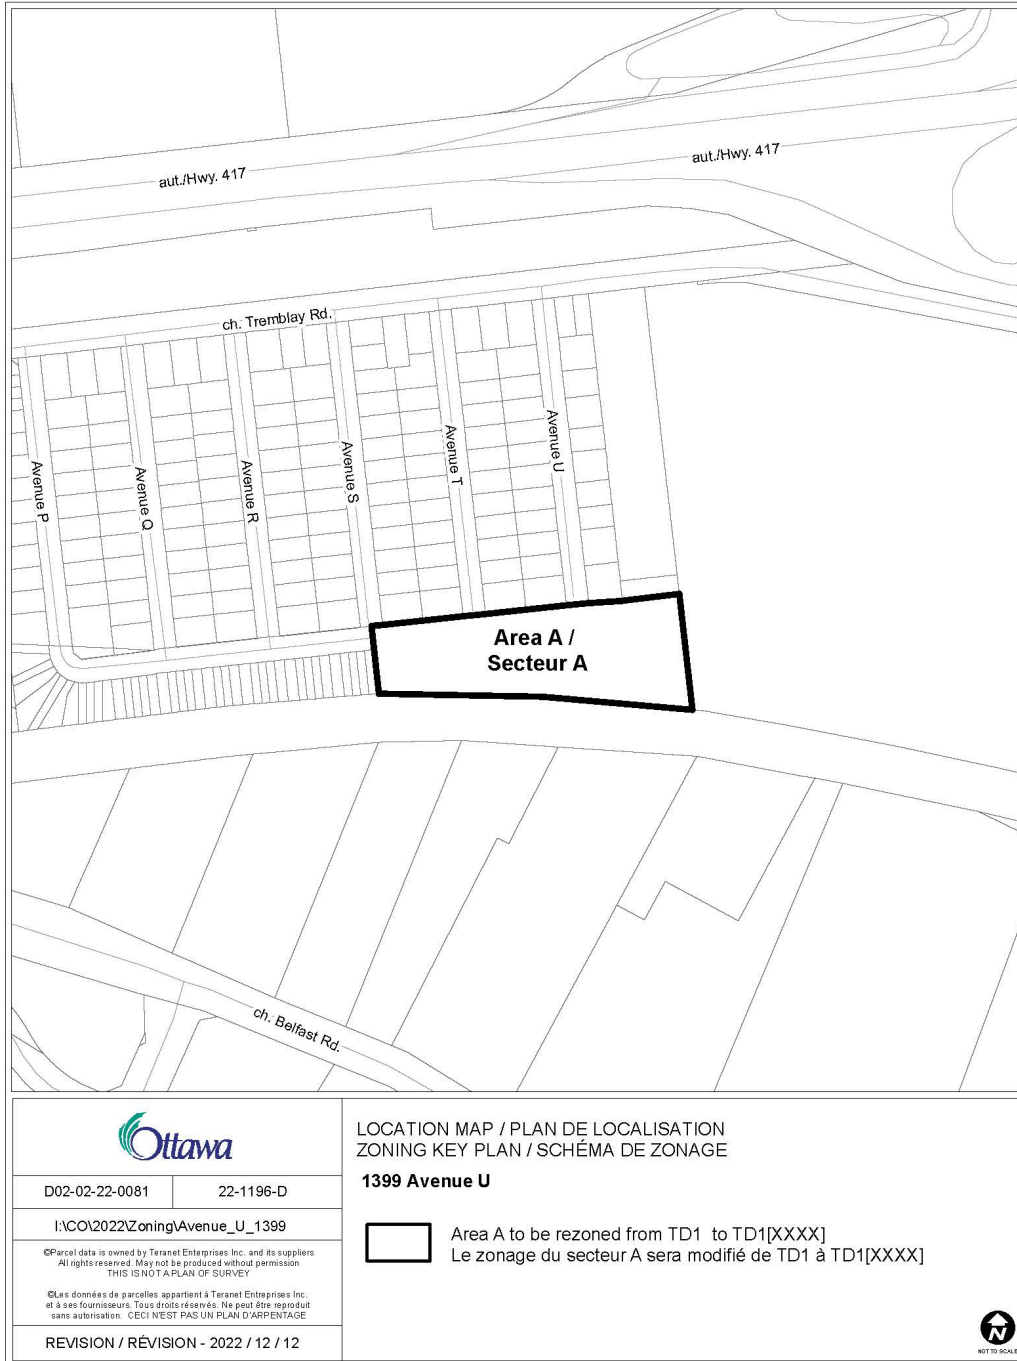 aut./Hwy. 417
aut./Hwy. 417
ch. Tremblay Rd.
Avenue P
Avenue Q
Avenue R
Avenue S
Avenue T
Avenue U
Area A /
Secteur A
ch. Belfast Rd.
Ottawa
D02-02-22-0081
22-1196-D
I:\CO\2022\Zoning\Avenue_U_1399
©Parcel data is owned by Teranet Enterprises Inc. and its suppliers
All rights reserved. May not be produced without permission
THIS IS NOT A PLAN OF SURVEY
©Les données de parcelles appartient à Teranet Entreprises Inc.
et à ses fournisseurs. Tous droits réservés. Ne peut être reproduit
sans autorisation. CECI N'EST PAS UN PLAN D'ARPENTAGE
REVISION / RÉVISION - 2022 / 12 / 12
LOCATION MAP / PLAN DE LOCALISATION
ZONING KEY PLAN / SCHÉMA DE ZONAGE
1399 Avenue U
Area A to be rezoned from TD1 to TD1[XXXX]
Le zonage du secteur A sera modifié de TD1 à TD1[XXXX]
N
NOT TO SCALE